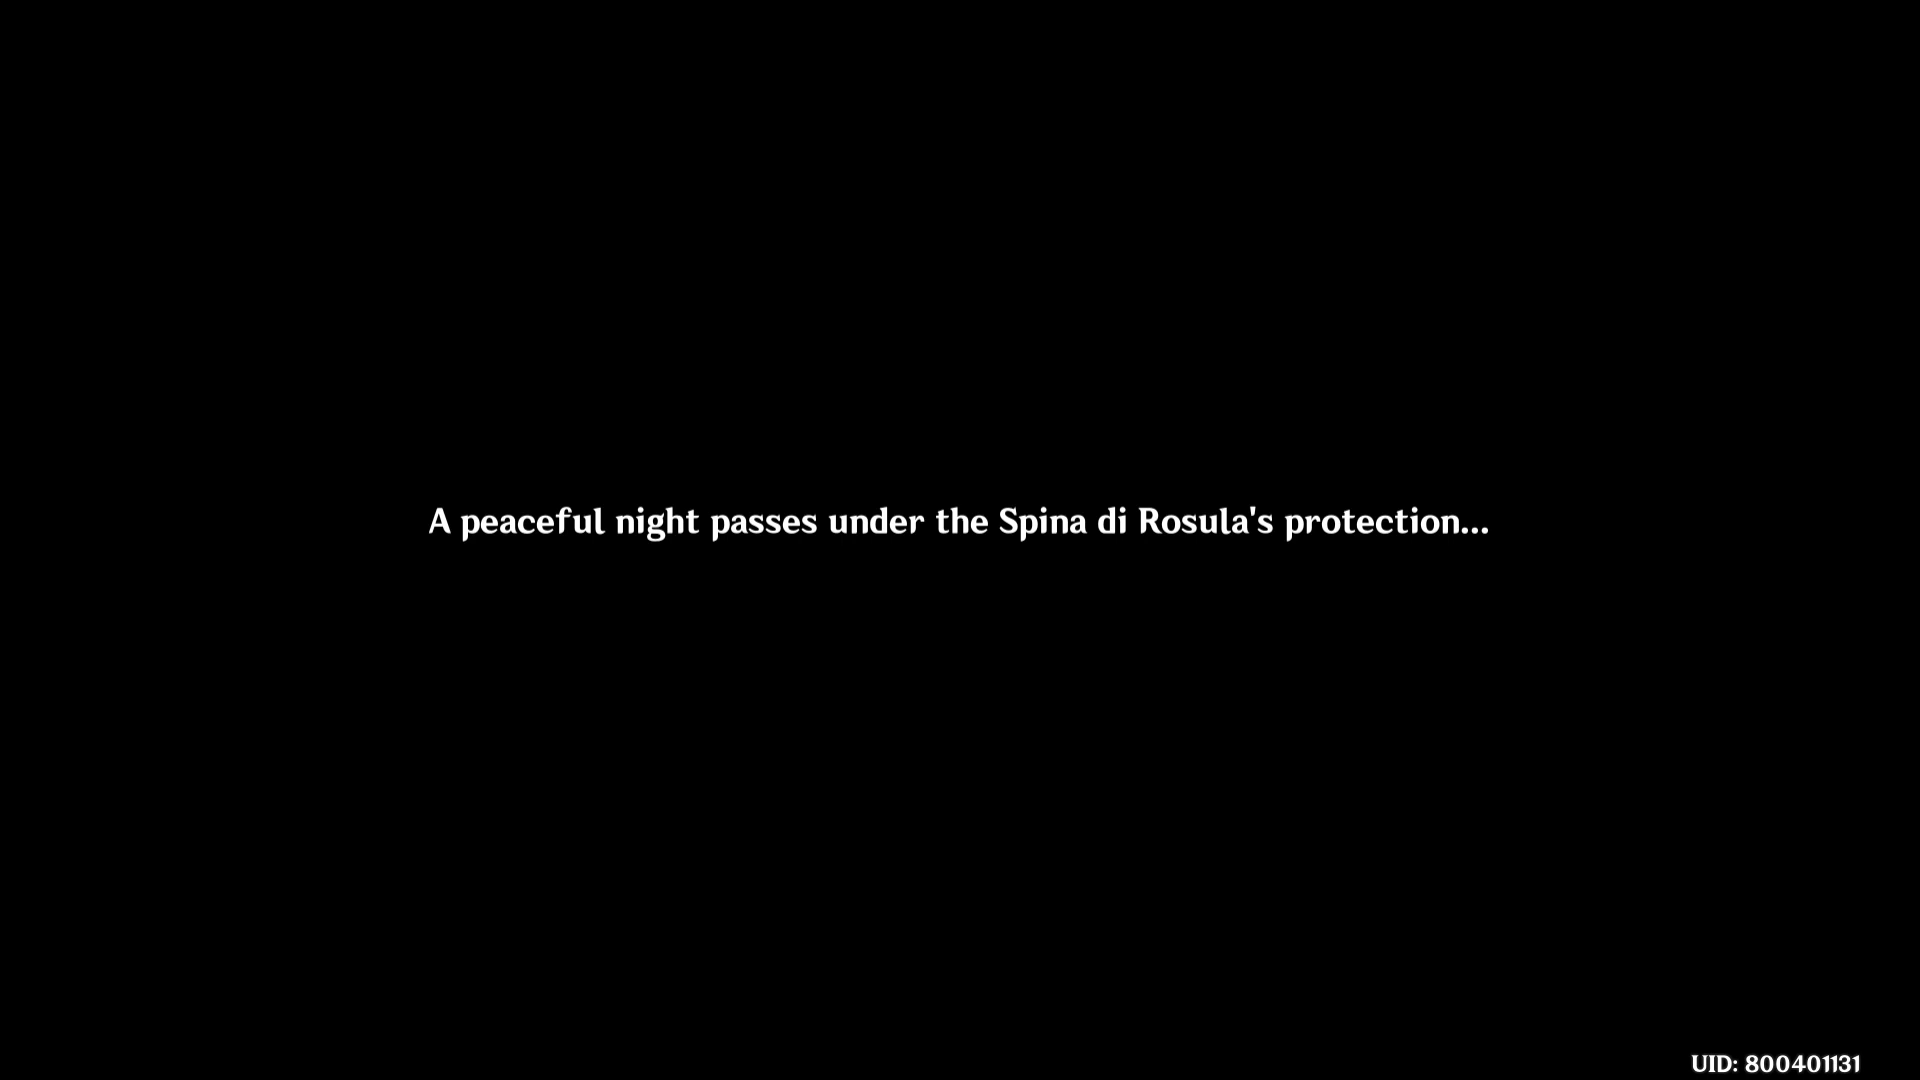 A peaceful night passes under the Spina di Rosula's protection...
UID: 800401131